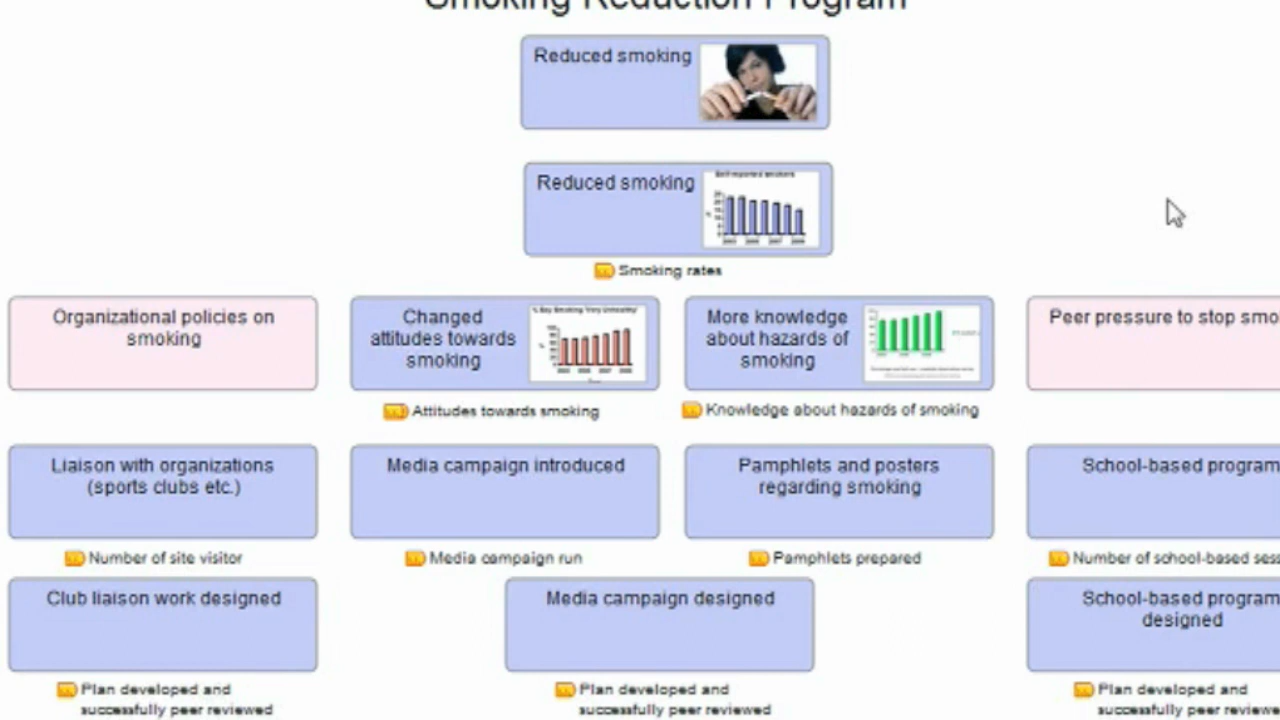 Smoking Reduction Program
Reduced smoking
Reduced smoking
Self-reported smokers
Smoking rates
Organizational policies on
smoking
Changed
attitudes towards
smoking
More knowledge
about hazards of
smoking
Peer pressure to stop smo
Attitudes towards smoking
Knowledge about hazards of smoking
Liaison with organizations
(sports clubs etc.)
Media campaign introduced
Pamphlets and posters
regarding smoking
School-based program
Number of site visitor
Media campaign run
Pamphlets prepared
Number of school-based sess
Club liaison work designed
Media campaign designed
School-based program
designed
Plan developed and
successfully peer reviewed
Plan developed and
successfully peer reviewed
Plan developed and
successfully peer reviewe